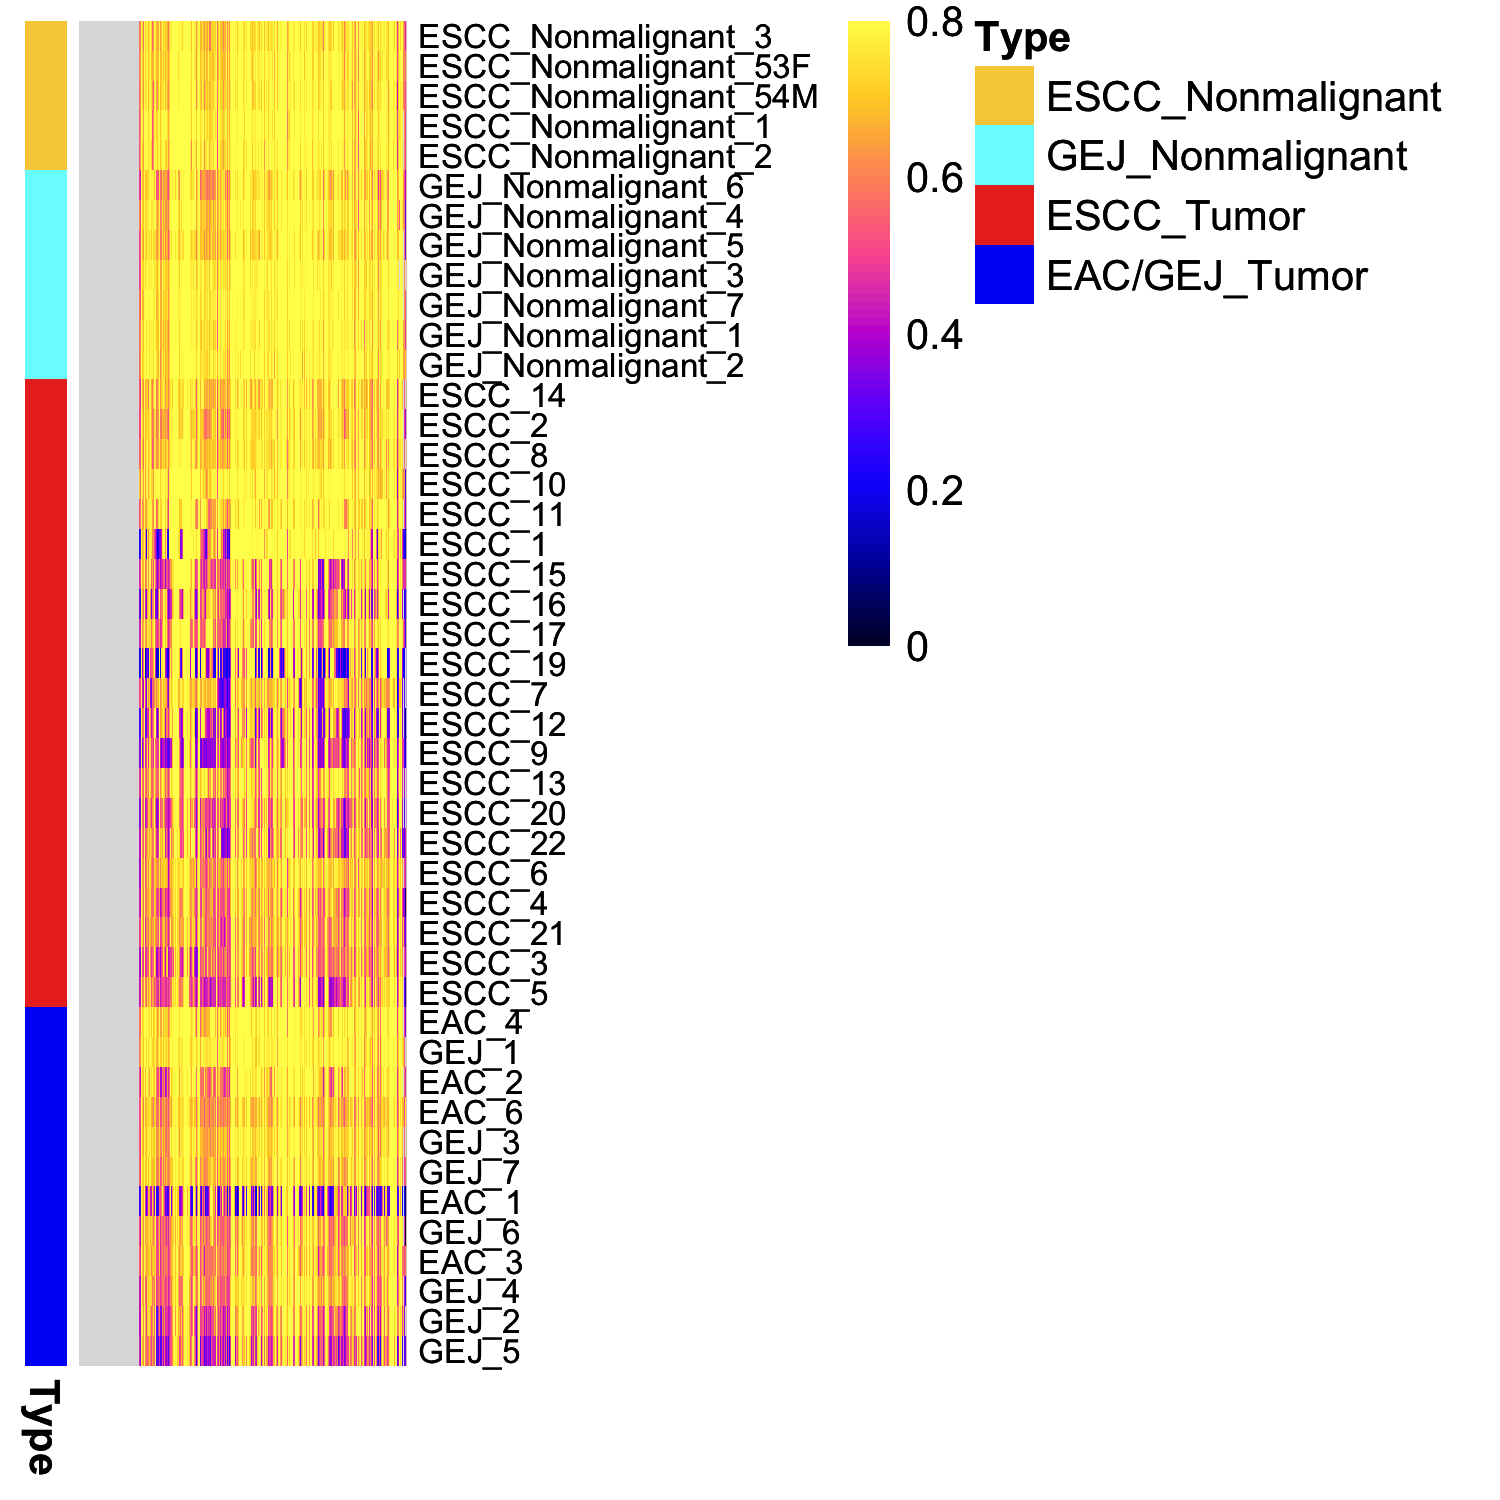 ESCC_Nonmalignant_3
ESCC_Nonmalignant_53F
ESCC_Nonmalignant_54M
ESCC_Nonmalignant_1
ESCC_Nonmalignant_2
GEJ_Nonmalignant_6
GEJ_Nonmalignant_4
GEJ_Nonmalignant_5
GEJ_Nonmalignant_3
GEJ_Nonmalignant_7
GEJ_Nonmalignant_1
GEJ_Nonmalignant_2
ESCC_14
ESCC_2
ESCC_8
ESCC_10
ESCC_11
ESCC_1
ESCC_15
ESCC_16
ESCC_17
ESCC_19
ESCC_7
ESCC_12
ESCC_9
ESCC_13
ESCC_20
ESCC_22
ESCC_6
ESCC_4
ESCC_21
ESCC_3
ESCC_5
EAC_4
GEJ_1
EAC_2
EAC_6
GEJ_3
GEJ_7
EAC_1
GEJ_6
EAC_3
GEJ_4
GEJ_2
GEJ_5
Type
0.8
0.6
0.4
0.2
0
Type
ESCC_Nonmalignant
GEJ_Nonmalignant
ESCC_Tumor
EAC/GEJ_Tumor